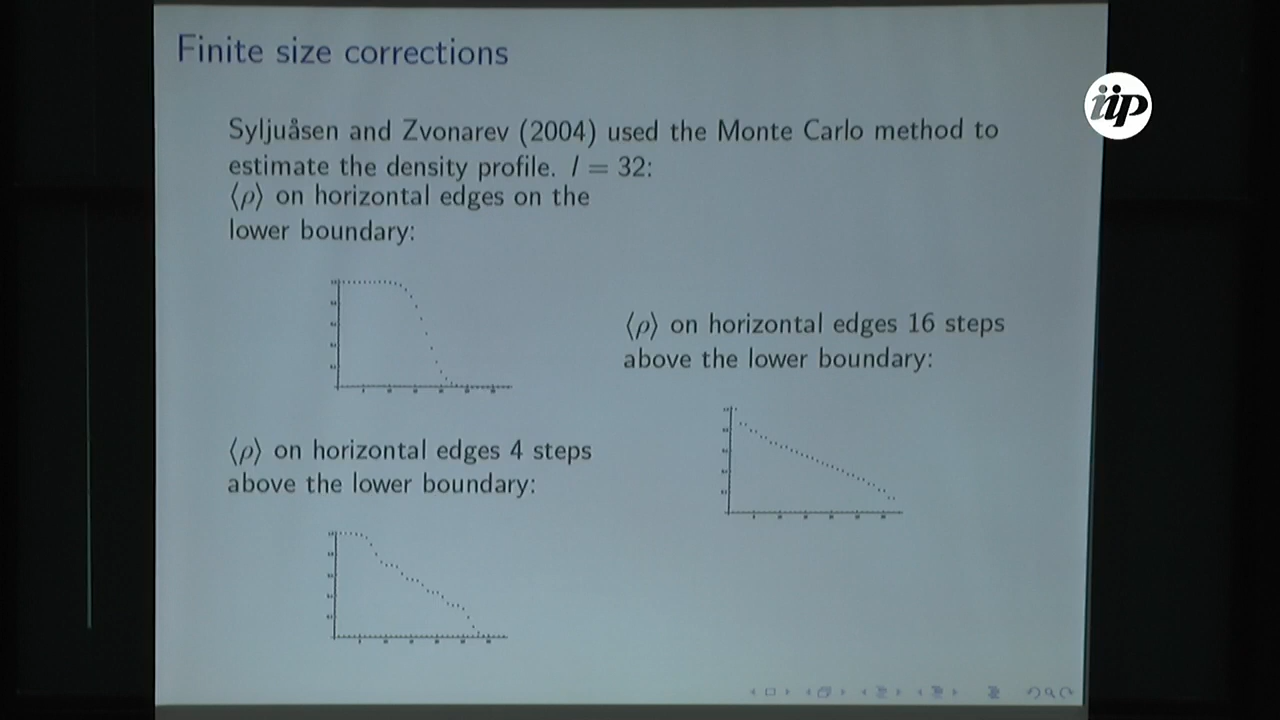 Finite size corrections
iip
Syljuåsen and Zvonarev (2004) used the Monte Carlo method to
estimate the density profile. l = 32:
⟨ρ⟩ on horizontal edges on the
lower boundary:
⟨ρ⟩ on horizontal edges 16 steps
above the lower boundary:
⟨ρ⟩ on horizontal edges 4 steps
above the lower boundary: